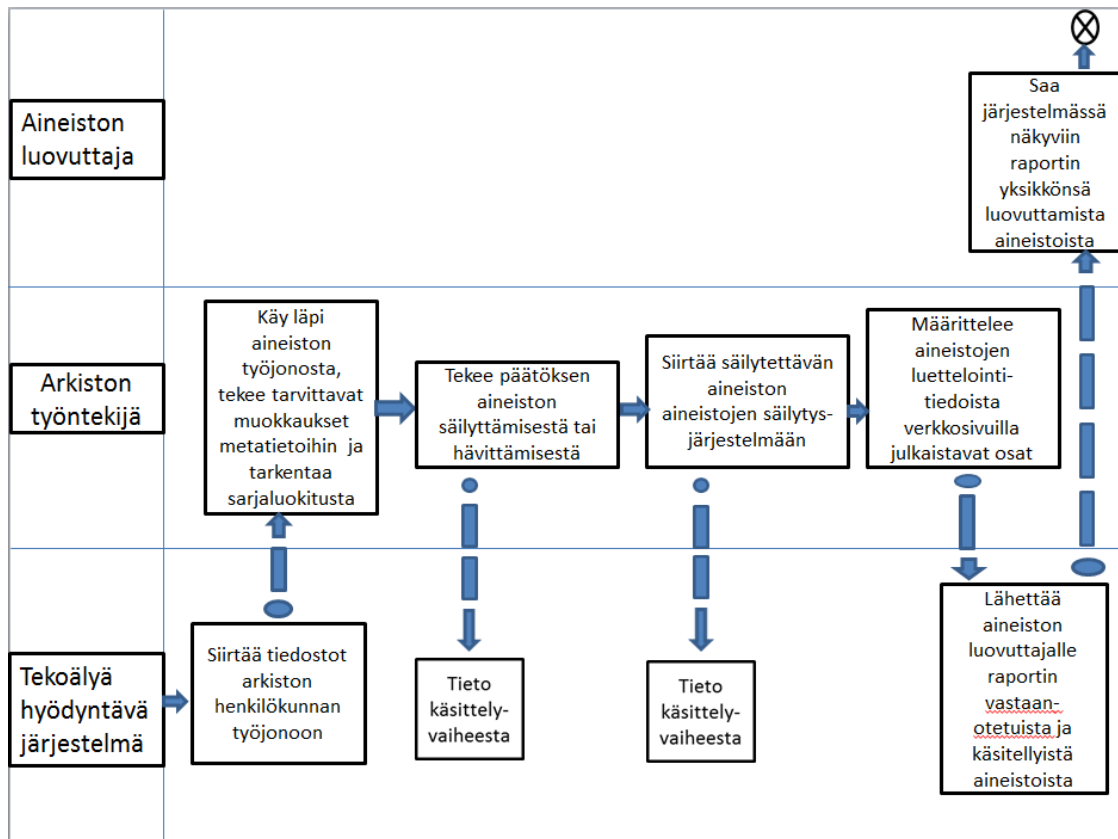 Aineiston
luovuttaja
Saa
järjestelmässä
näkyviin
raportin
yksikkönsä
luovuttamista
aineistoista
Arkiston
työntekijä
Käy läpi
aineiston
työjonosta,
tekee tarvittavat
muokkaukset
metatietoihin ja
tarkentaa
sarjaluokitusta
Tekee päätöksen
aineiston
säilyttämisestä tai
hävittämisestä
Siirtää säilytettävän
aineiston
aineistojen säilytys-
järjestelmään
Määrittelee
aineistojen
luettelointi-
tiedoista
verkkosivuilla
julkaistavat osat
Tekoälyä
hyödyntävä
järjestelmä
Siirtää tiedostot
arkiston
henkilökunnan
työjonoon
Tieto
käsittely-
vaiheesta
Tieto
käsittely-
vaiheesta
Lähettää
aineiston
luovuttajalle
raportin
vastaan-
otetuista ja
käsitellyistä
aineistoista